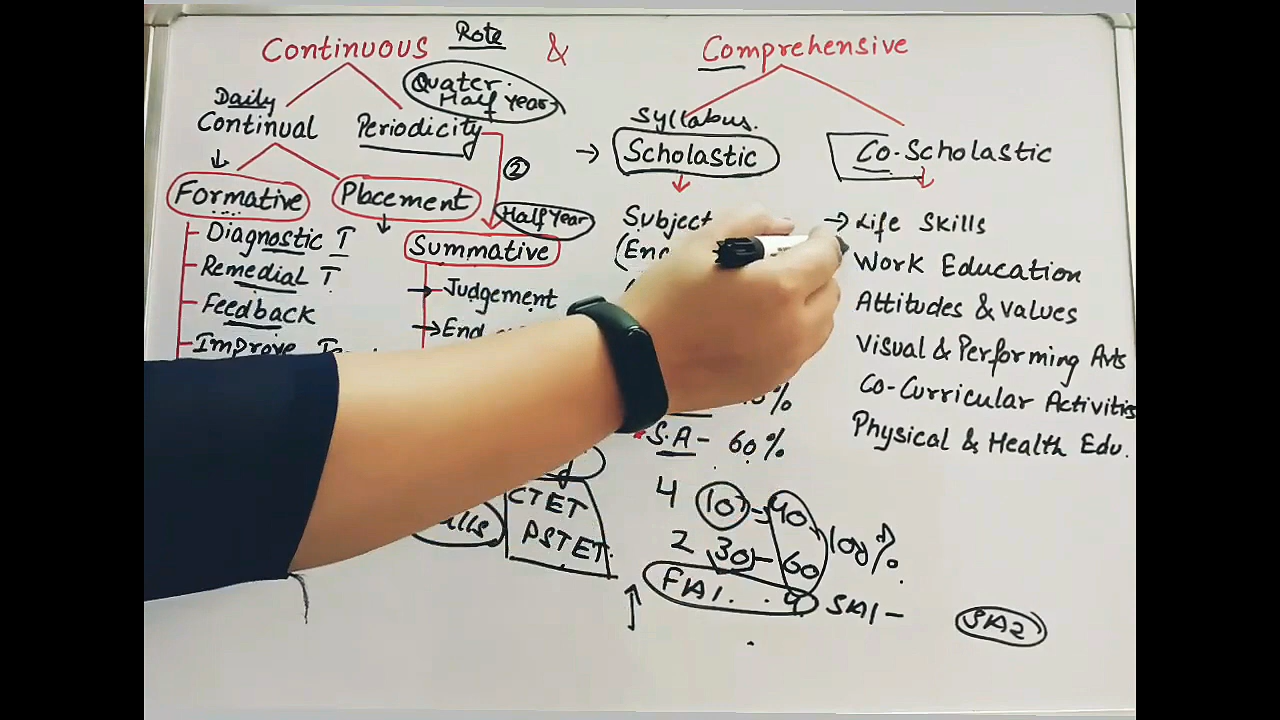 Continuous Rote & Comprehensive
Quater.
Half Year
Daily
Continual
Periodicity
Syllabus.
Scholastic
Co-Scholastic
②
Formative
Placement
Half Year
Summative
Diagnostic T
Remedial T
Feedback
Improve
Judgement
End
Subject
Life Skills
Work Education
Attitudes & Values
Visual & Performing Arts
Co-Curricular Activities
Physical & Health Edu.
S.A - 60%
CTET
PSTET
4 10 = 40
2 30 - 60
100%
FA1 . . 4
SA1 -
SA2